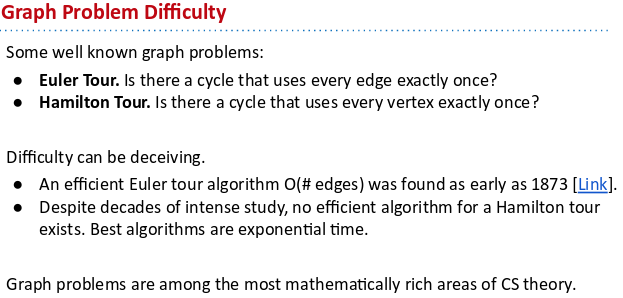 Graph Problem Difficulty
Some well known graph problems:
● Euler Tour. Is there a cycle that uses every edge exactly once?
● Hamilton Tour. Is there a cycle that uses every vertex exactly once?
Difficulty can be deceiving.
● An efficient Euler tour algorithm O(# edges) was found as early as 1873 [Link].
● Despite decades of intense study, no efficient algorithm for a Hamilton tour
exists. Best algorithms are exponential time.
Graph problems are among the most mathematically rich areas of CS theory.